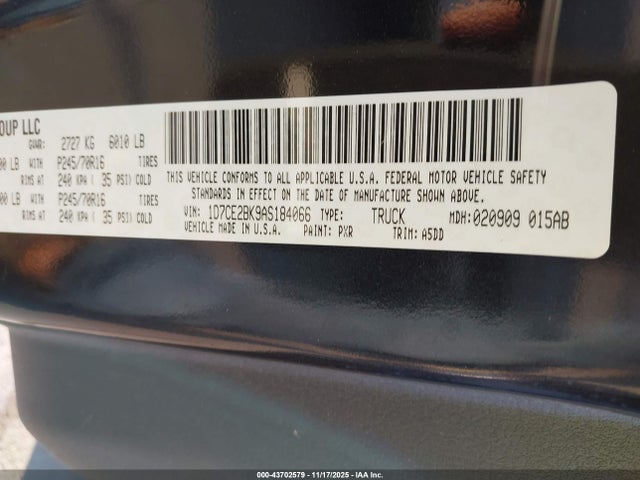 OUP LLC
GVWR: 2727 KG 6010 LB
00 LB WITH P245/70R16 TIRES
RIMS AT 240 KPA ( 35 PSI) COLD
00 LB WITH P245/70R16 TIRES
RIMS AT 240 KPA ( 35 PSI) COLD
THIS VEHICLE CONFORMS TO ALL APPLICABLE U.S.A. FEDERAL MOTOR VEHICLE SAFETY
STANDARDS IN EFFECT ON THE DATE OF MANUFACTURE SHOWN ABOVE.
VIN: 1D7CE2BK9AS184066 TYPE: TRUCK MDH: 020909 015AB
VEHICLE MADE IN U.S.A. PAINT: PXR TRIM: A5DD
000-43702579 - 11/17/2025 - IAA Inc.